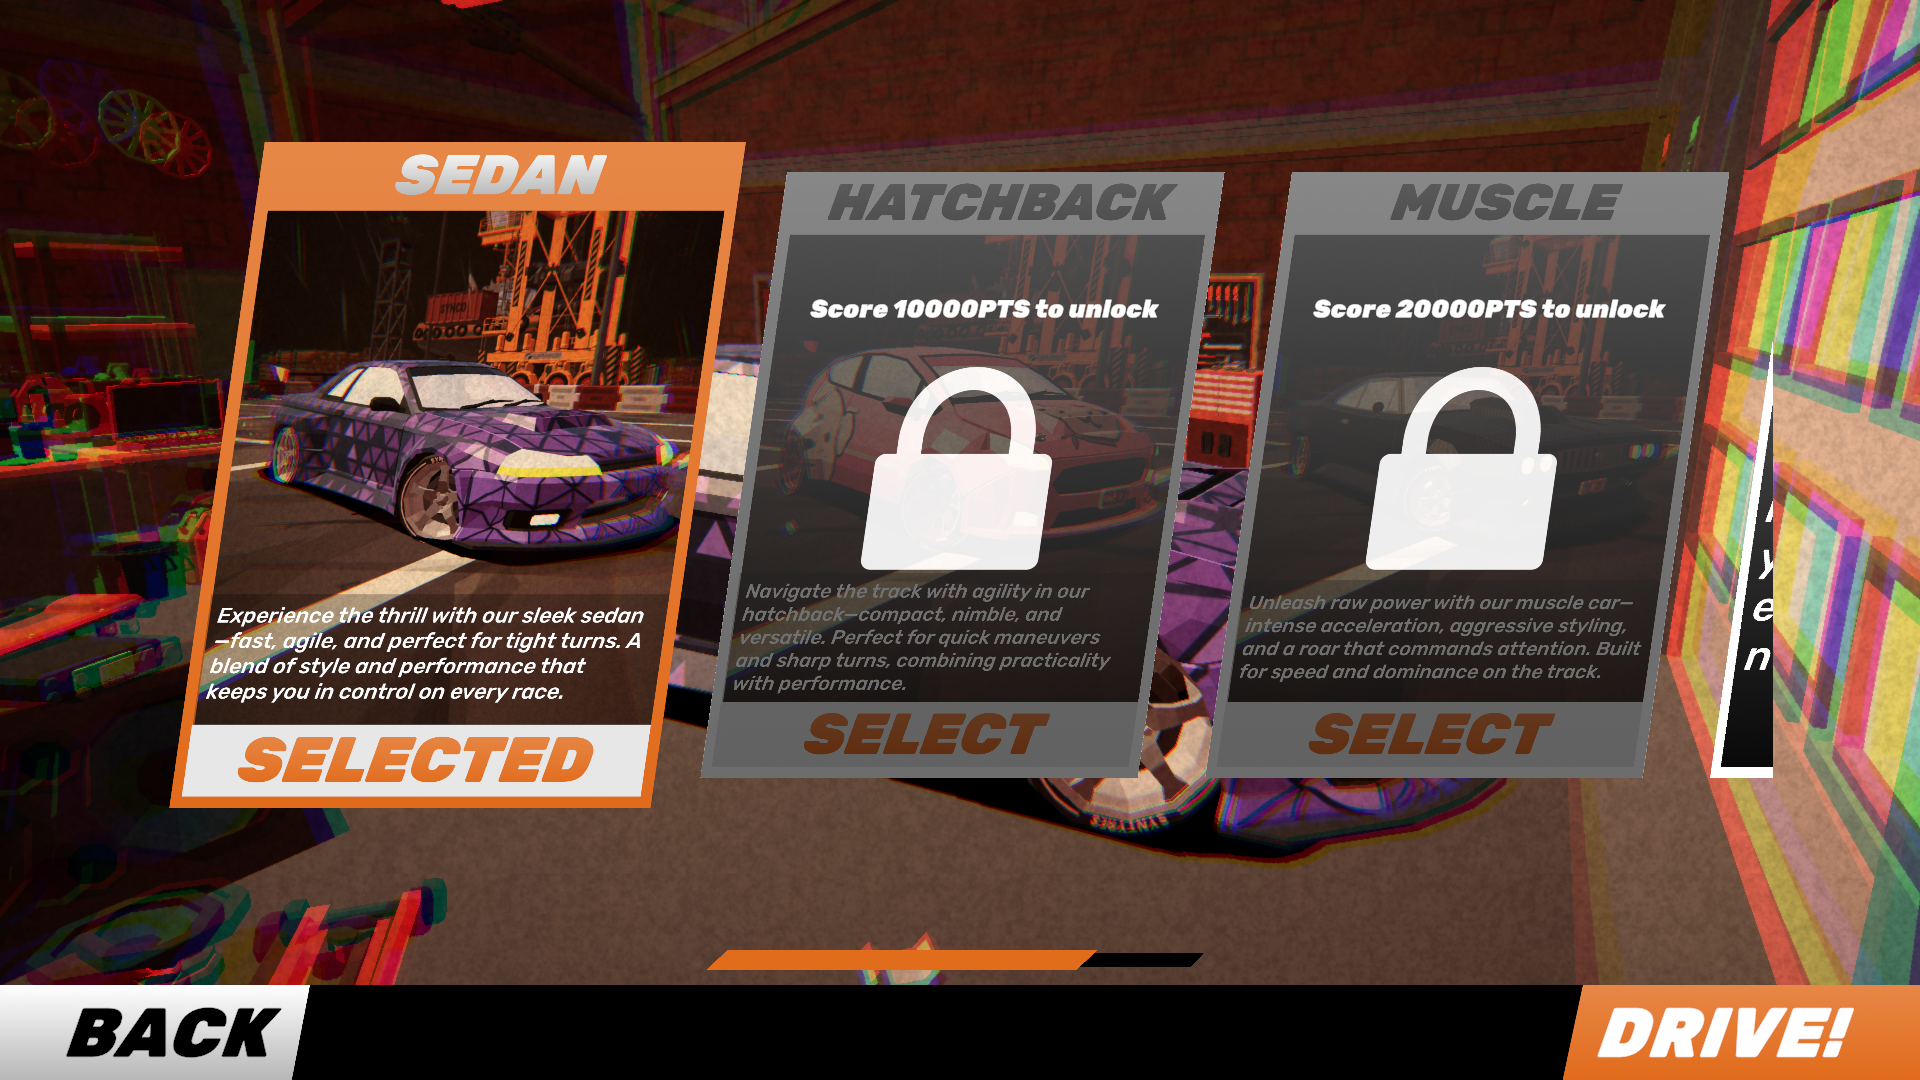 SEDAN
SYNCO
Experience the thrill with our sleek sedan
—fast, agile, and perfect for tight turns. A
blend of style and performance that
keeps you in control on every race.
SELECTED
HATCHBACK
Score 10000PTS to unlock
Navigate the track with agility in our
hatchback—compact, nimble, and
versatile. Perfect for quick maneuvers
and sharp turns, combining practicality
with performance.
SELECT
MUSCLE
Score 20000PTS to unlock
Unleash raw power with our muscle car—
intense acceleration, aggressive styling,
and a roar that commands attention. Built
for speed and dominance on the track.
SELECT
y
e
n
BACK
DRIVE!